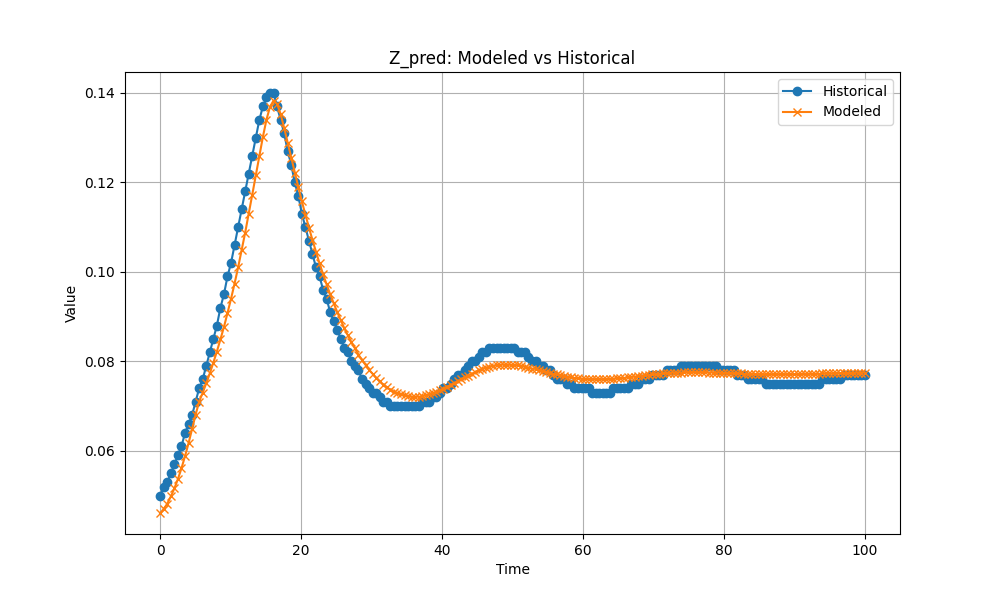 Z_pred: Modeled vs Historical
Historical
Modeled
0.14
0.12
0.10
0.08
0.06
Value
0 20 40 60 80 100
Time